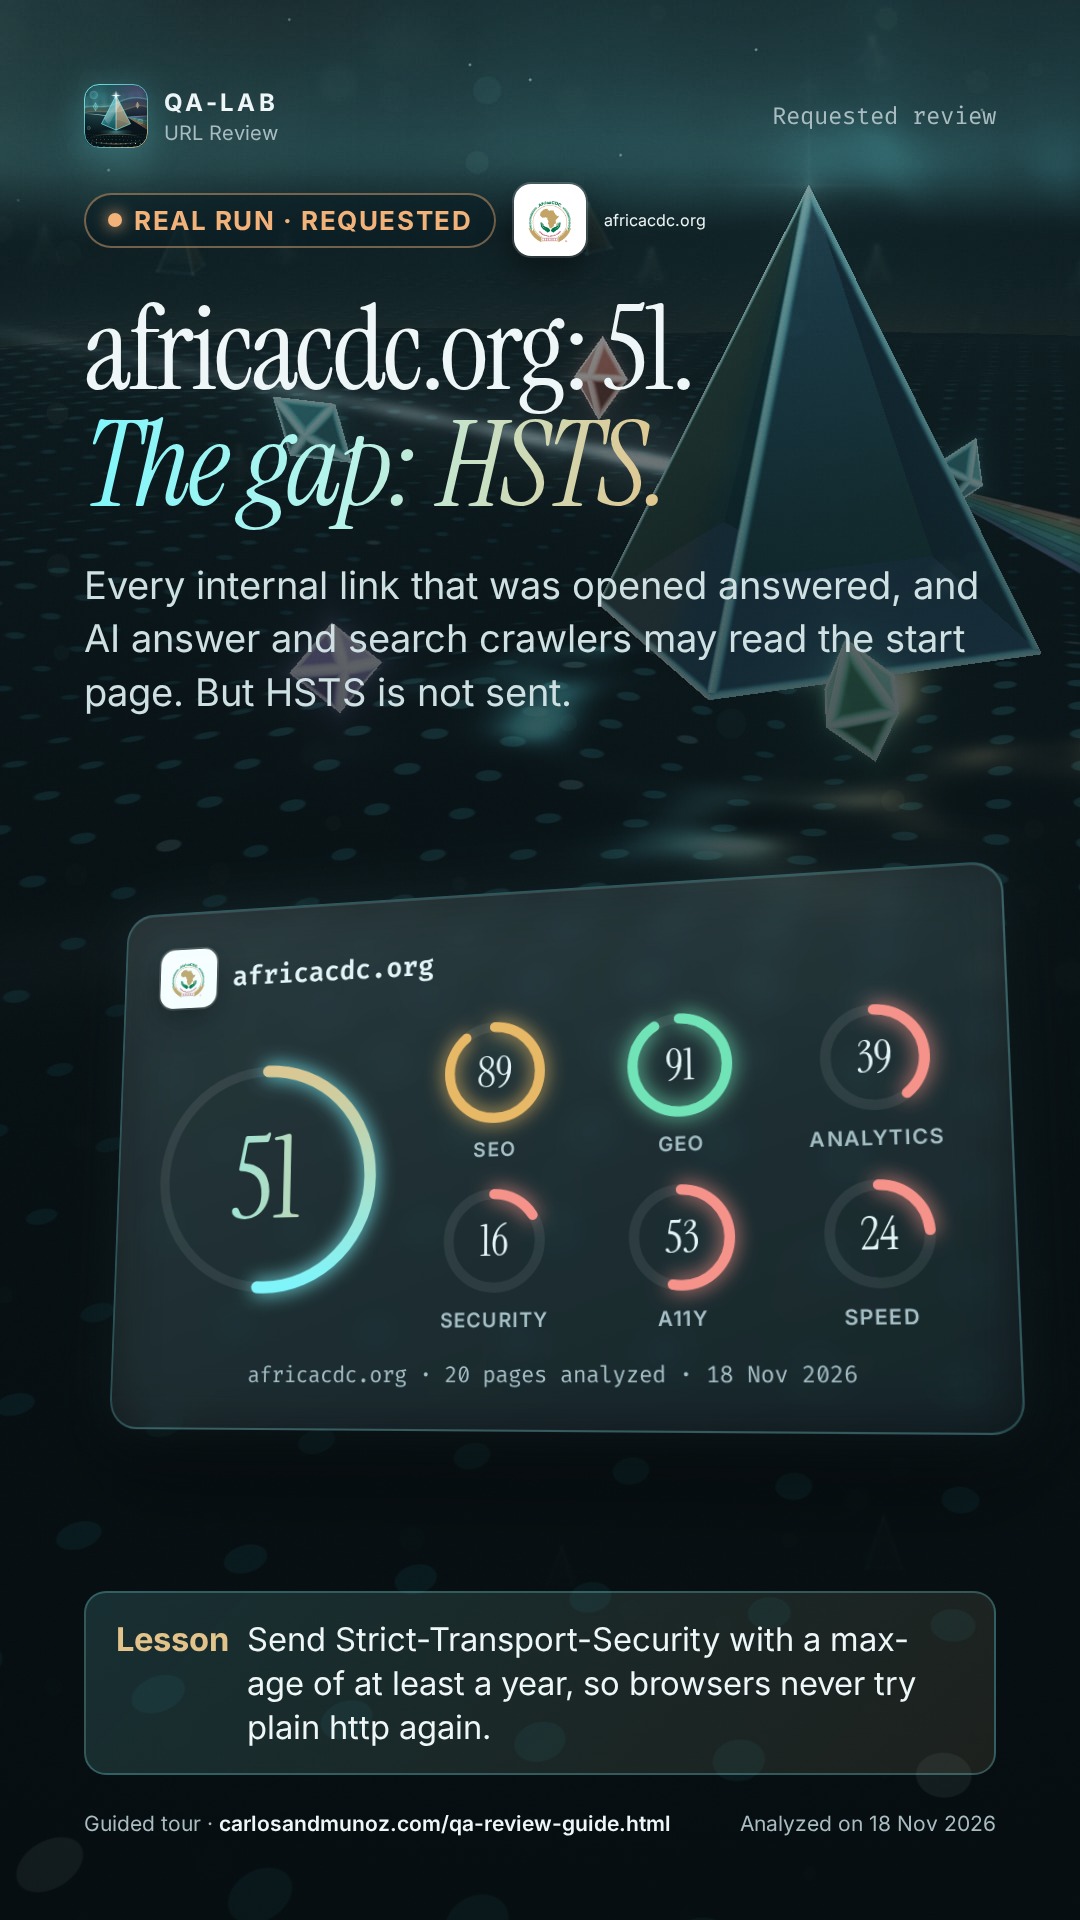 QA-LAB
URL Review
Requested review
REAL RUN · REQUESTED
africacdc.org
africacdc.org: 51.
The gap: HSTS.
Every internal link that was opened answered, and
AI answer and search crawlers may read the start
page. But HSTS is not sent.
africacdc.org
51
89
SEO
91
GEO
39
ANALYTICS
16
SECURITY
53
A11Y
24
SPEED
africacdc.org · 20 pages analyzed · 18 Nov 2026
Lesson Send Strict-Transport-Security with a max-
age of at least a year, so browsers never try
plain http again.
Guided tour · carlosandmunoz.com/qa-review-guide.html
Analyzed on 18 Nov 2026